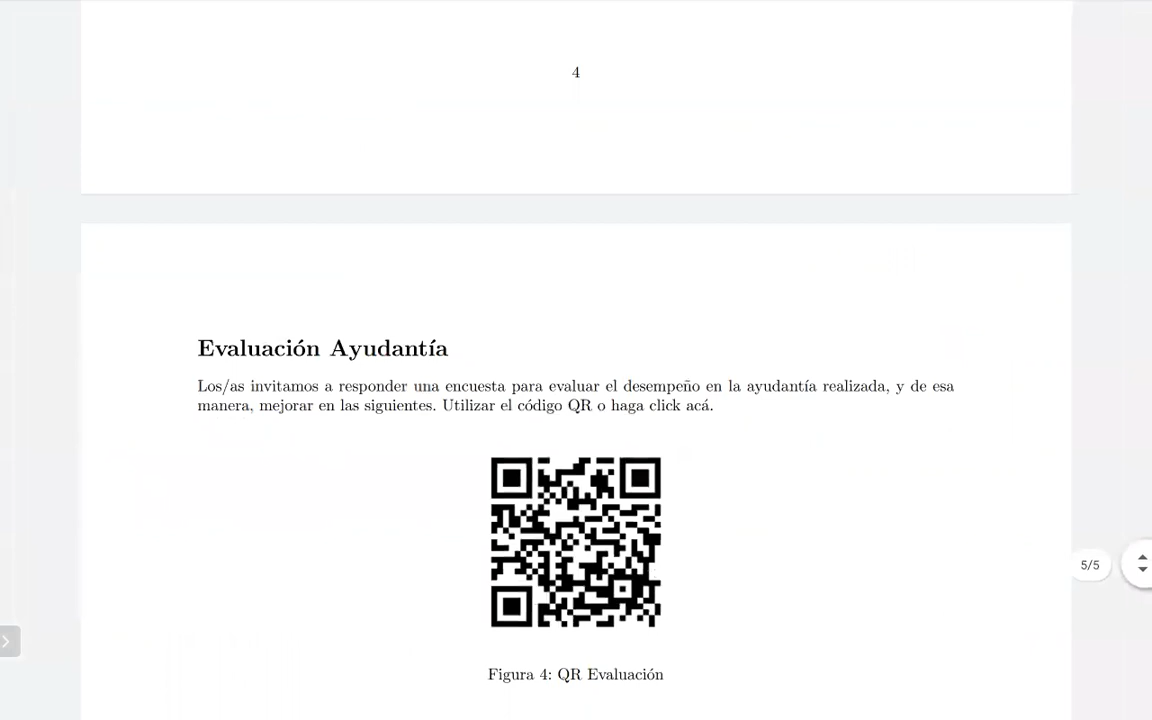 4
Evaluación Ayudantía
Los/as invitamos a responder una encuesta para evaluar el desempeño en la ayudantía realizada, y de esa
manera, mejorar en las siguientes. Utilizar el código QR o haga click acá.
5/5
Figura 4: QR Evaluación